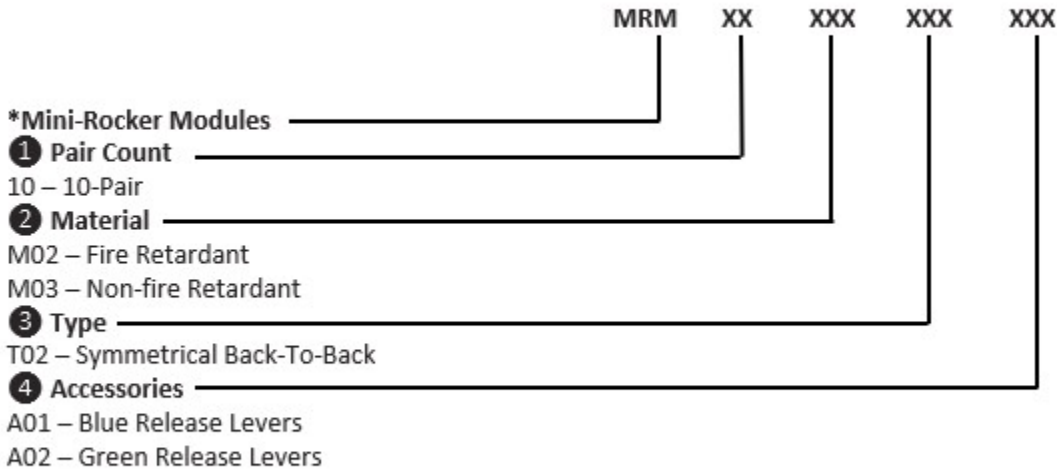 MRM XX XXX XXX XXX
*Mini-Rocker Modules
1 Pair Count
10 – 10-Pair
2 Material
M02 – Fire Retardant
M03 – Non-fire Retardant
3 Type
T02 – Symmetrical Back-To-Back
4 Accessories
A01 – Blue Release Levers
A02 – Green Release Levers